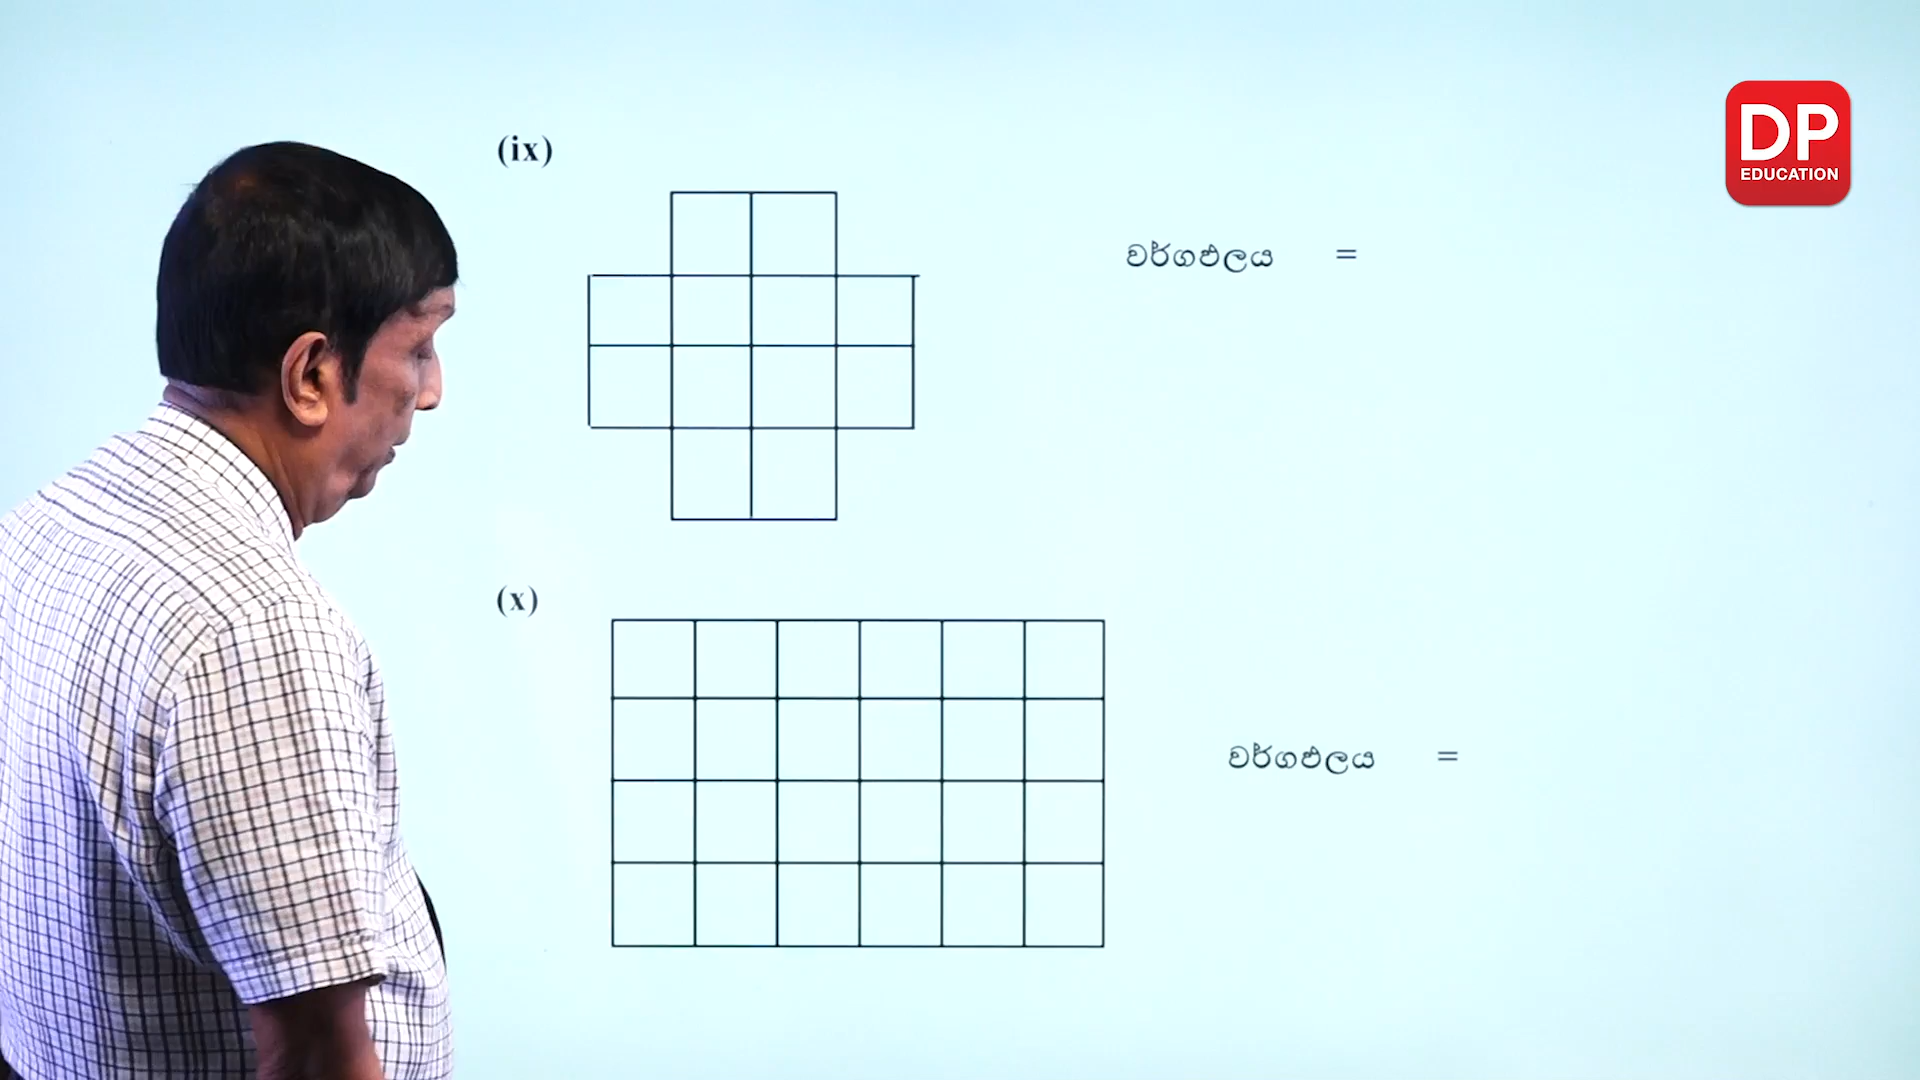 (ix)
වර්ගඵලය =
(x)
වර්ගඵලය =
DP
EDUCATION